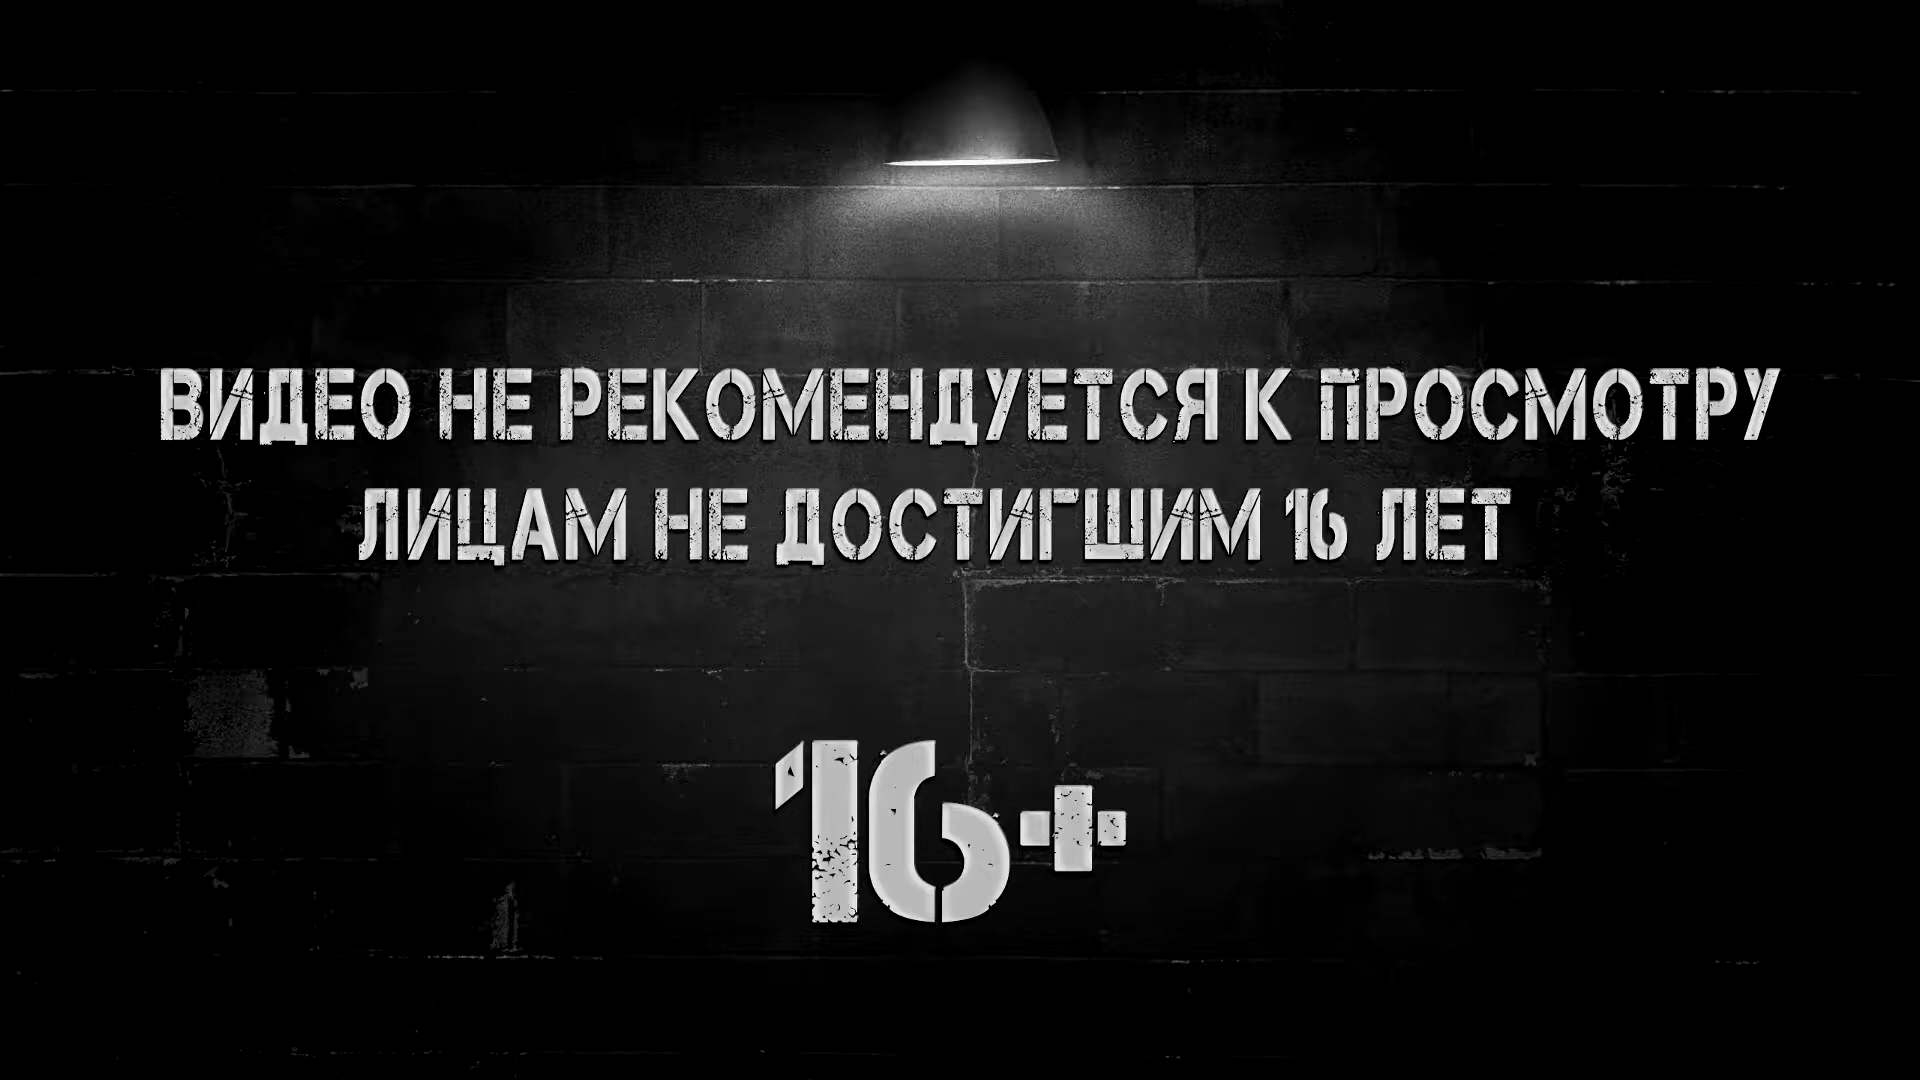 ВИДЕО НЕ РЕКОМЕНДУЕТСЯ К ПРОСМОТРУ
ЛИЦАМ НЕ ДОСТИГШИМ 16 ЛЕТ
16+